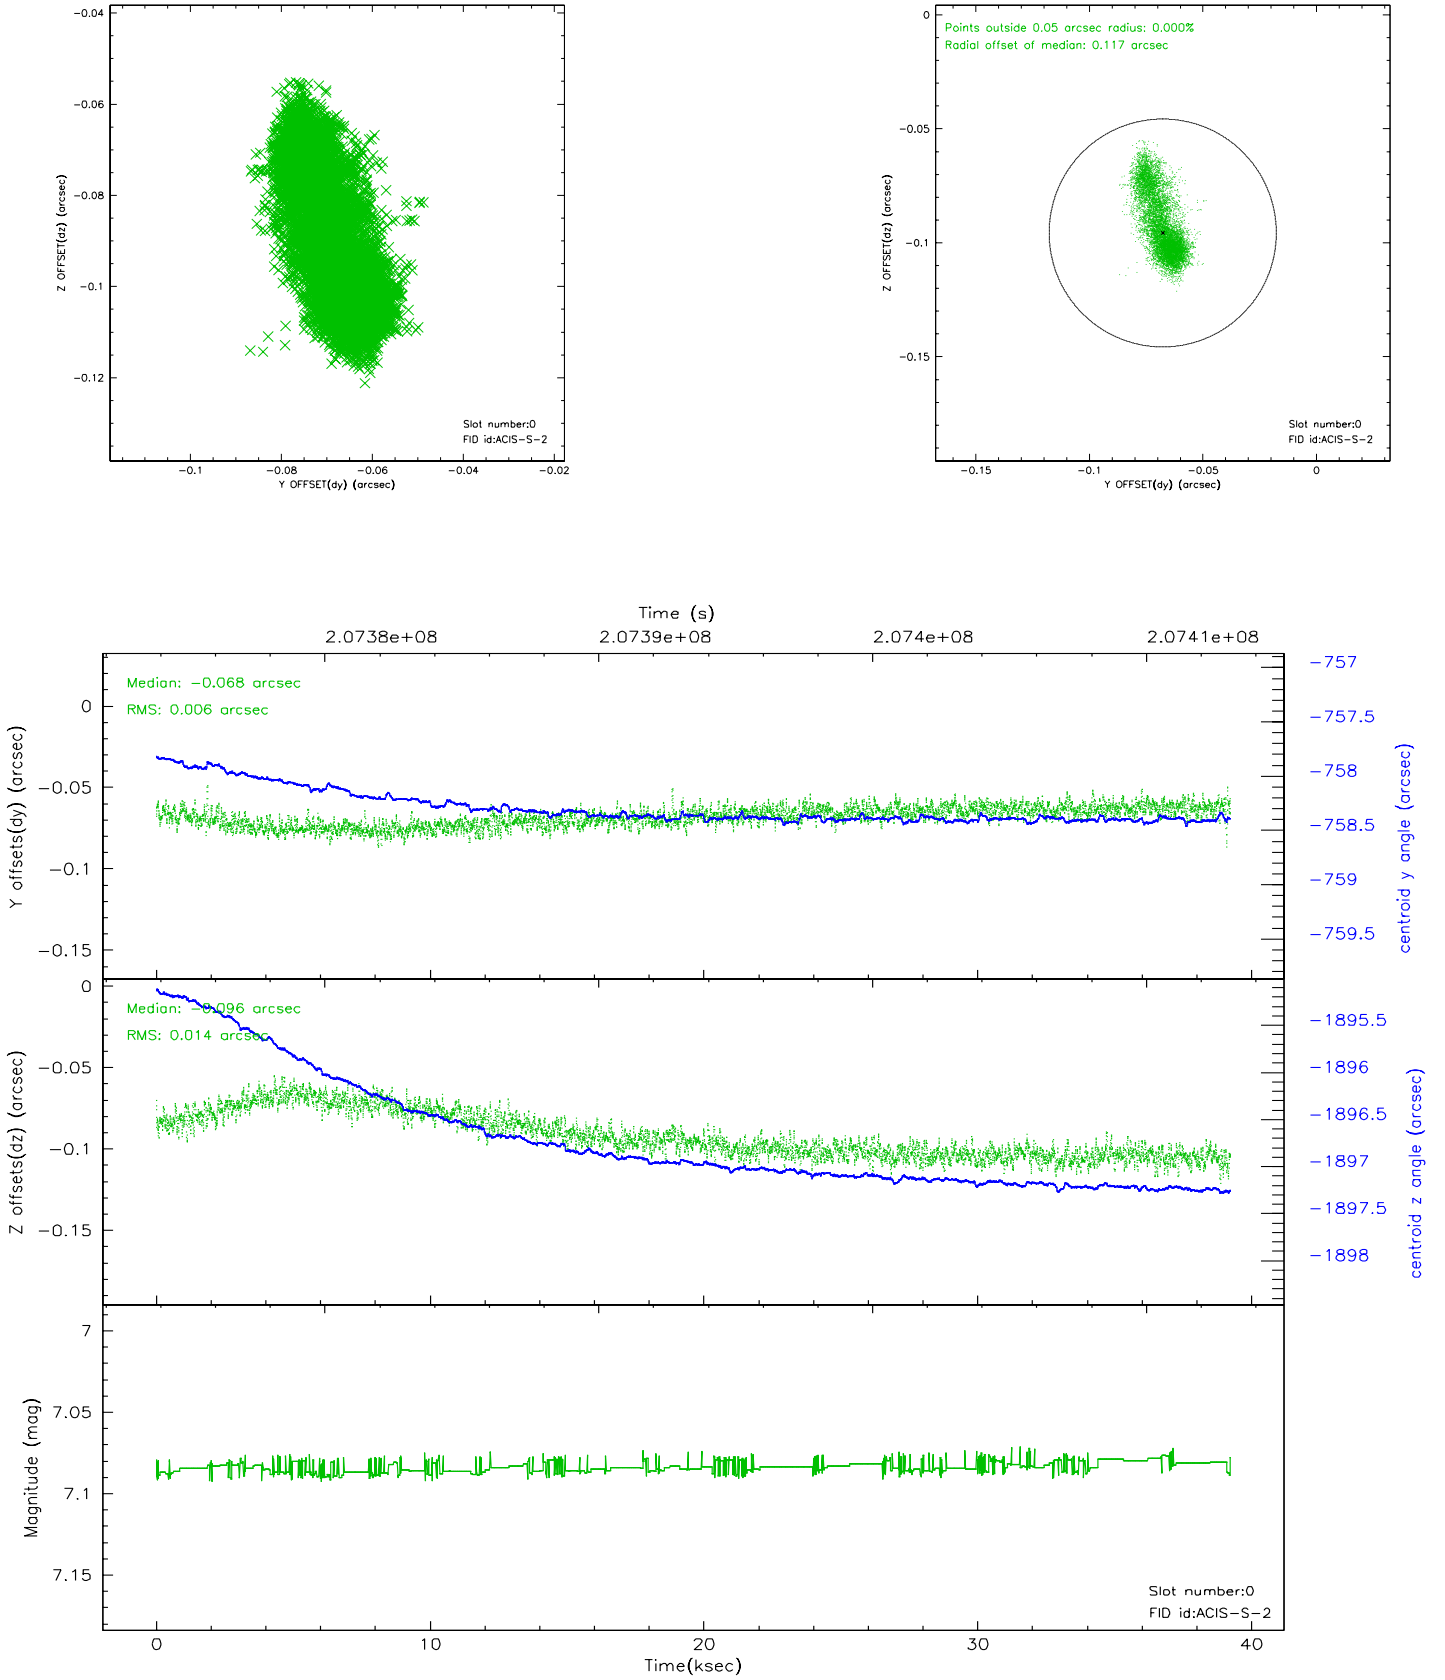 −0.04
−0.06
−0.08
−0.1
−0.12
Z OFFSET(dz) (arcsec)
Slot number:0
FID id:ACIS−S−2
−0.1 −0.08 −0.06 −0.04 −0.02
Y OFFSET(dy) (arcsec)
Points outside 0.05 arcsec radius: 0.000%
Radial offset of median: 0.117 arcsec
0
−0.05
−0.1
−0.15
Z OFFSET(dz) (arcsec)
Slot number:0
FID id:ACIS−S−2
−0.15 −0.1 −0.05 0
Y OFFSET(dy) (arcsec)
Time (s)
2.0738e+08 2.0739e+08 2.074e+08 2.0741e+08
Median: −0.068 arcsec
RMS: 0.006 arcsec
0
−0.05
−0.1
−0.15
Y offsets(dy) (arcsec)
−757
−757.5
−758
−758.5
−759
−759.5
centroid y angle (arcsec)
Median: −0.096 arcsec
RMS: 0.014 arcsec
0
−0.05
−0.1
−0.15
Z offsets(dz) (arcsec)
−1895.5
−1896
−1896.5
−1897
−1897.5
−1898
centroid z angle (arcsec)
7
7.05
7.1
7.15
Magnitude (mag)
Slot number:0
FID id:ACIS−S−2
0 10 20 30 40
Time(ksec)